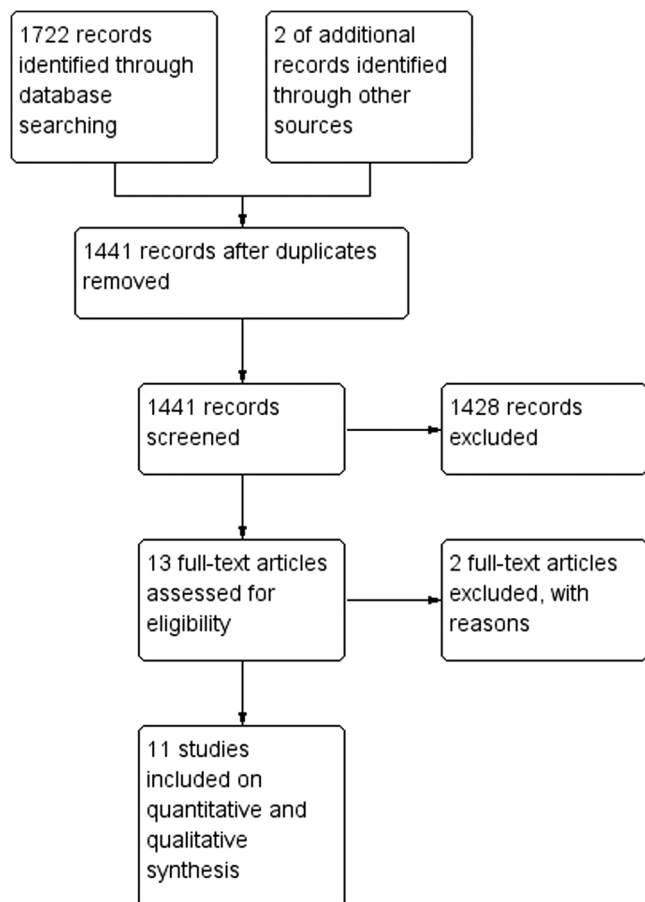 1722 records
identified through
database
searching
2 of additional
records identified
through other
sources
1441 records after duplicates
removed
1441 records
screened
1428 records
excluded
13 full-text articles
assessed for
eligibility
2 full-text articles
excluded, with
reasons
11 studies
included on
quantitative and
qualitative
synthesis